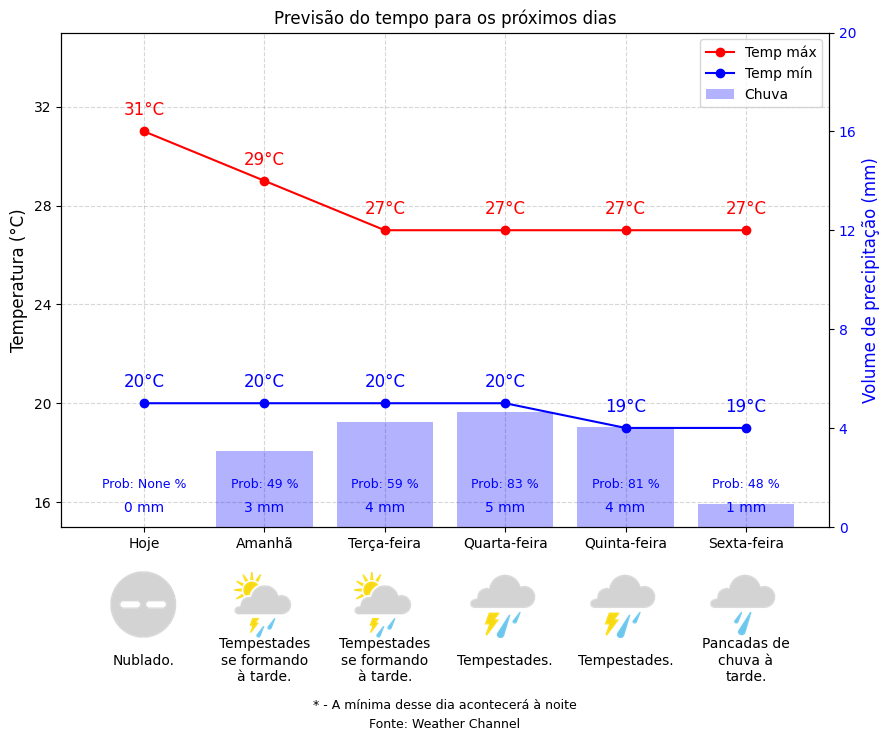 Previsão do tempo para os próximos dias
Temp máx
Temp mín
Chuva
Temperatura (°C)
32
28
24
20
16
Volume de precipitação (mm)
20
16
12
8
4
0
31°C
29°C
27°C
27°C
27°C
27°C
20°C
20°C
20°C
20°C
19°C
19°C
Prob: None %
Prob: 49 %
Prob: 59 %
Prob: 83 %
Prob: 81 %
Prob: 48 %
0 mm
3 mm
4 mm
5 mm
4 mm
1 mm
Hoje
Amanhã
Terça-feira
Quarta-feira
Quinta-feira
Sexta-feira
Nublado.
Tempestades
se formando
à tarde.
Tempestades
se formando
à tarde.
Tempestades.
Tempestades.
Pancadas de
chuva à
tarde.
* - A mínima desse dia acontecerá à noite
Fonte: Weather Channel